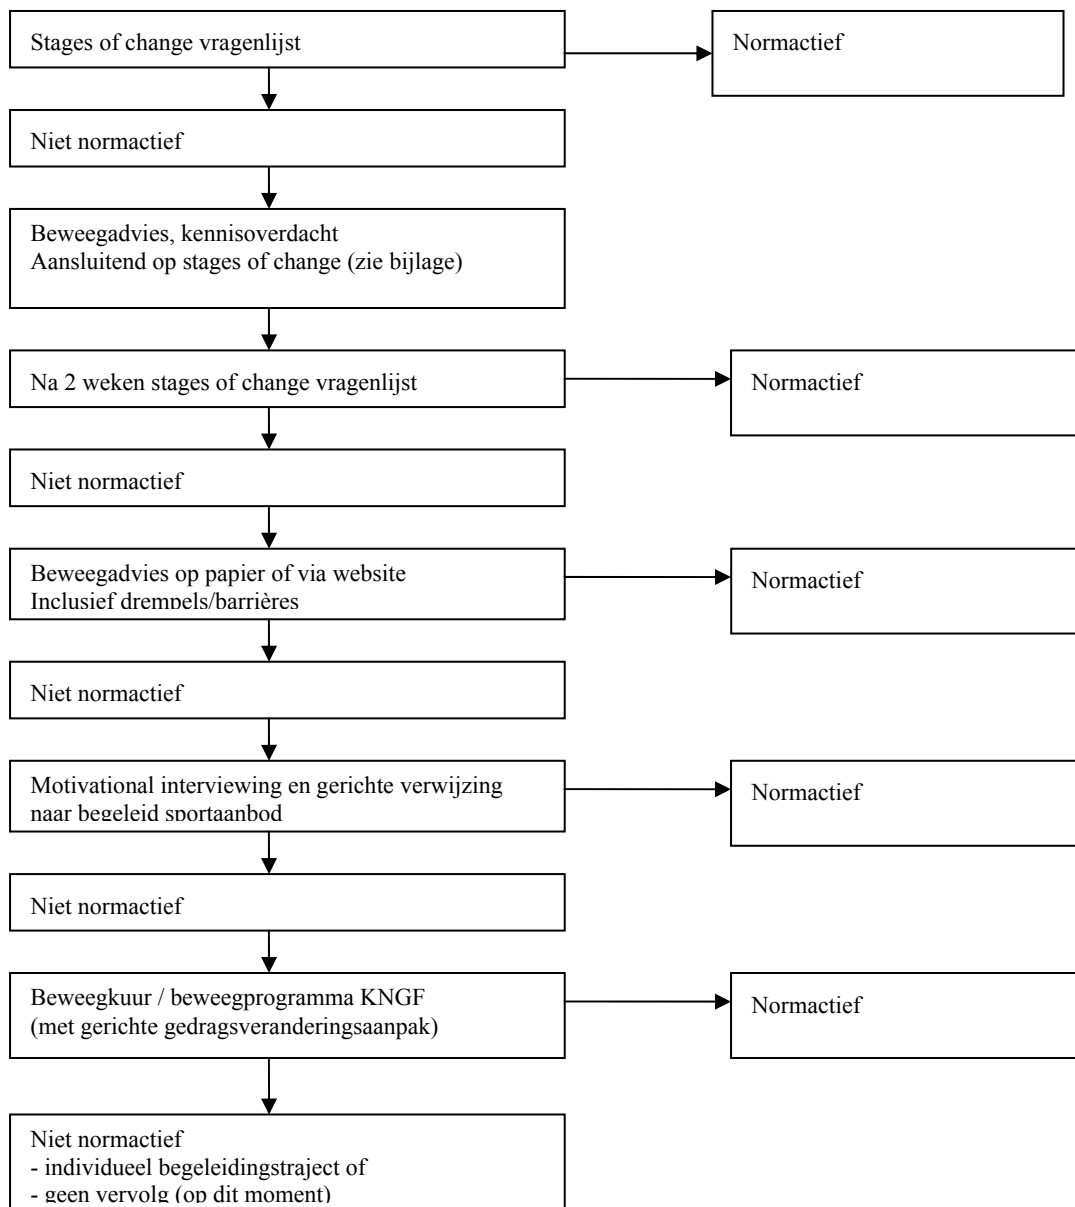 Stages of change vragenlijst
Normactief
Niet normactief
Beweegadvies, kennisoverdacht
Aansluitend op stages of change (zie bijlage)
Na 2 weken stages of change vragenlijst
Normactief
Niet normactief
Beweegadvies op papier of via website
Inclusief drempels/barrières
Normactief
Niet normactief
Motivational interviewing en gerichte verwijzing
naar begeleid sportaanbod
Normactief
Niet normactief
Beweegkuur / beweegprogramma KNGF
(met gerichte gedragsveranderingsaanpak)
Normactief
Niet normactief
- individueel begeleidingstraject of
- geen vervolg (op dit moment)